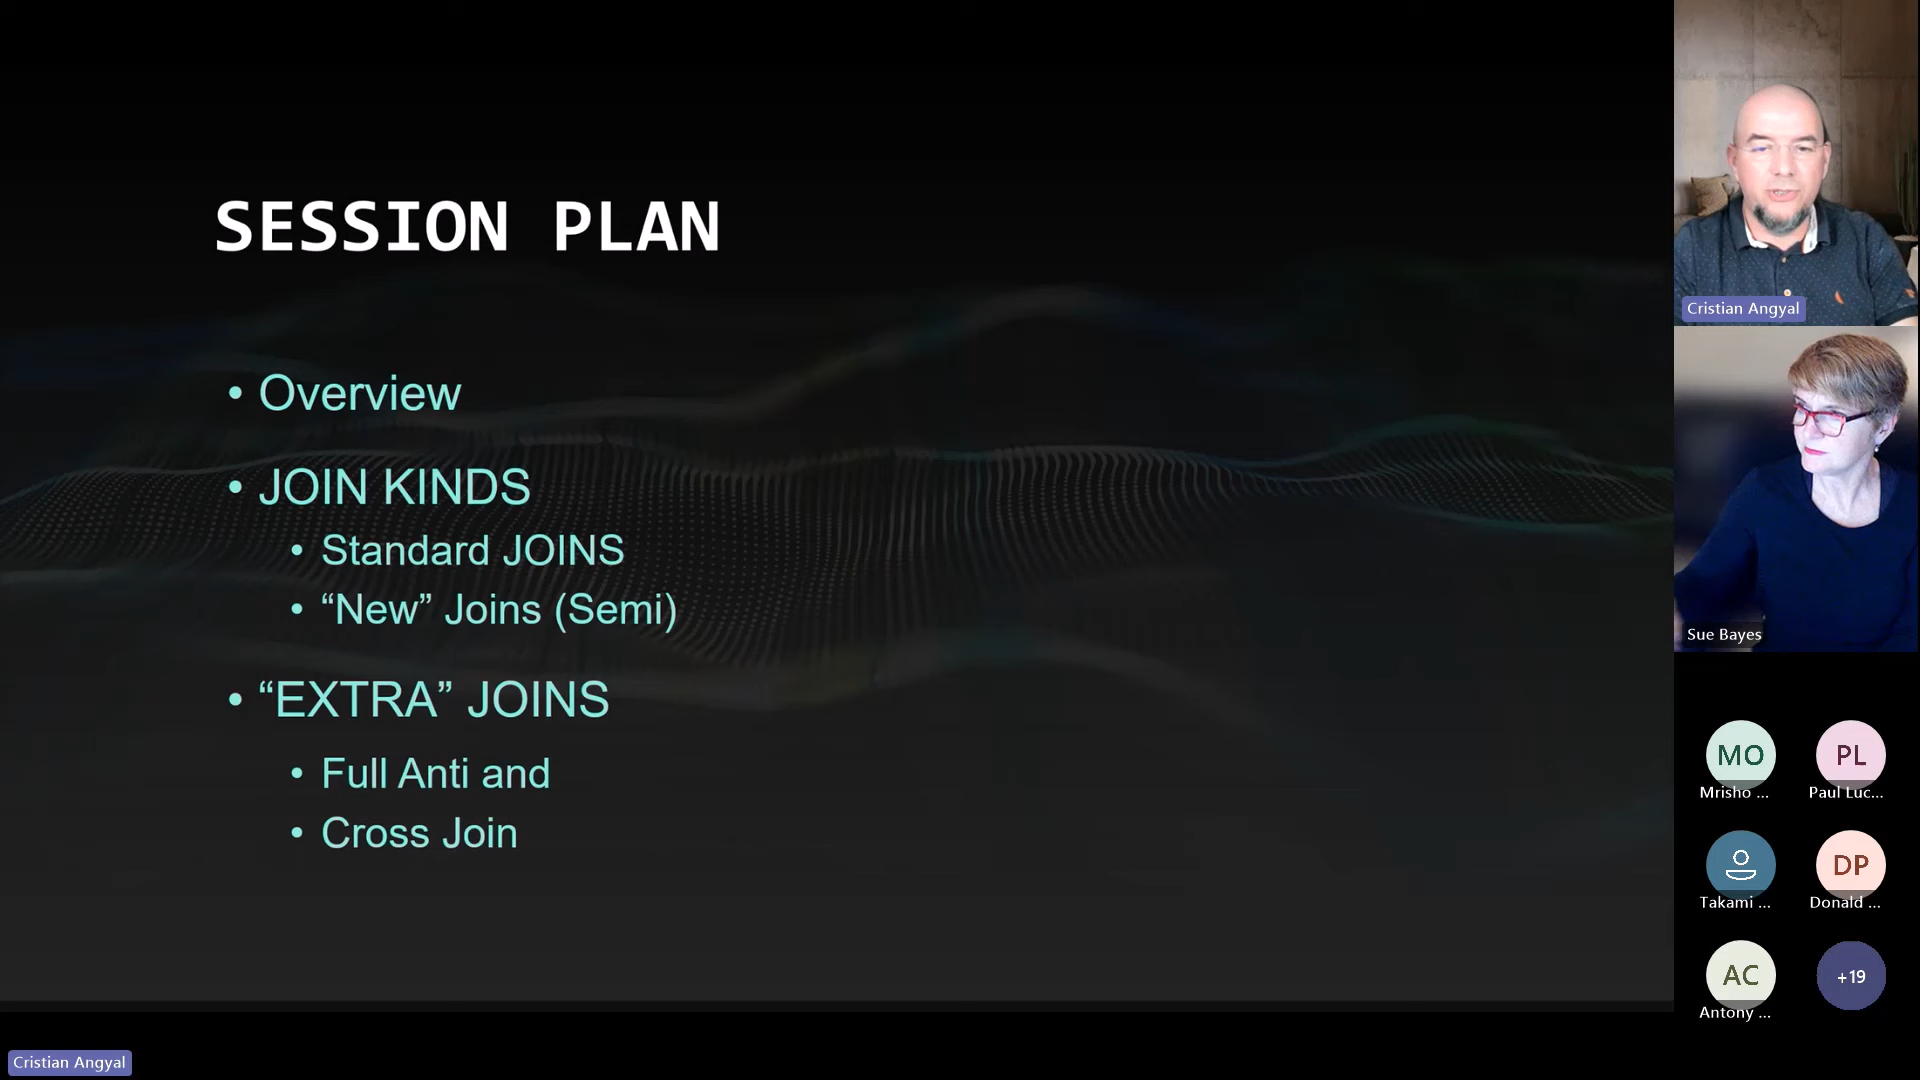 SESSION PLAN
• Overview
• JOIN KINDS
• Standard JOINS
• “New” Joins (Semi)
• “EXTRA” JOINS
• Full Anti and
• Cross Join
Cristian Angyal
Sue Bayes
MO
Mrisho ...
PL
Paul Luc...
Takami ...
DP
Donald ...
AC
Antony ...
+19
Cristian Angyal